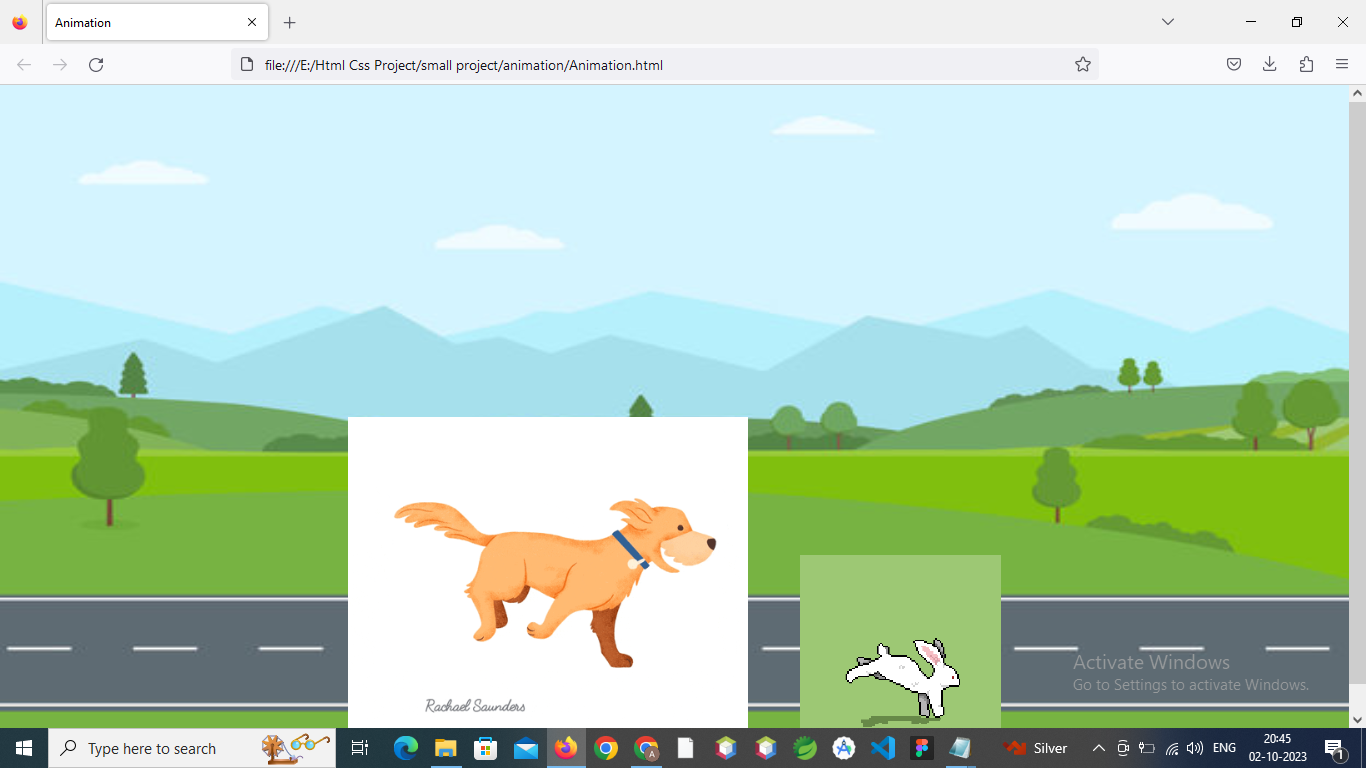 Animation
file:///E:/Html Css Project/small project/animation/Animation.html
Rachael Saunders
Activate Windows
Go to Settings to activate Windows.
Type here to search
Silver
ENG
20:45
02-10-2023
1